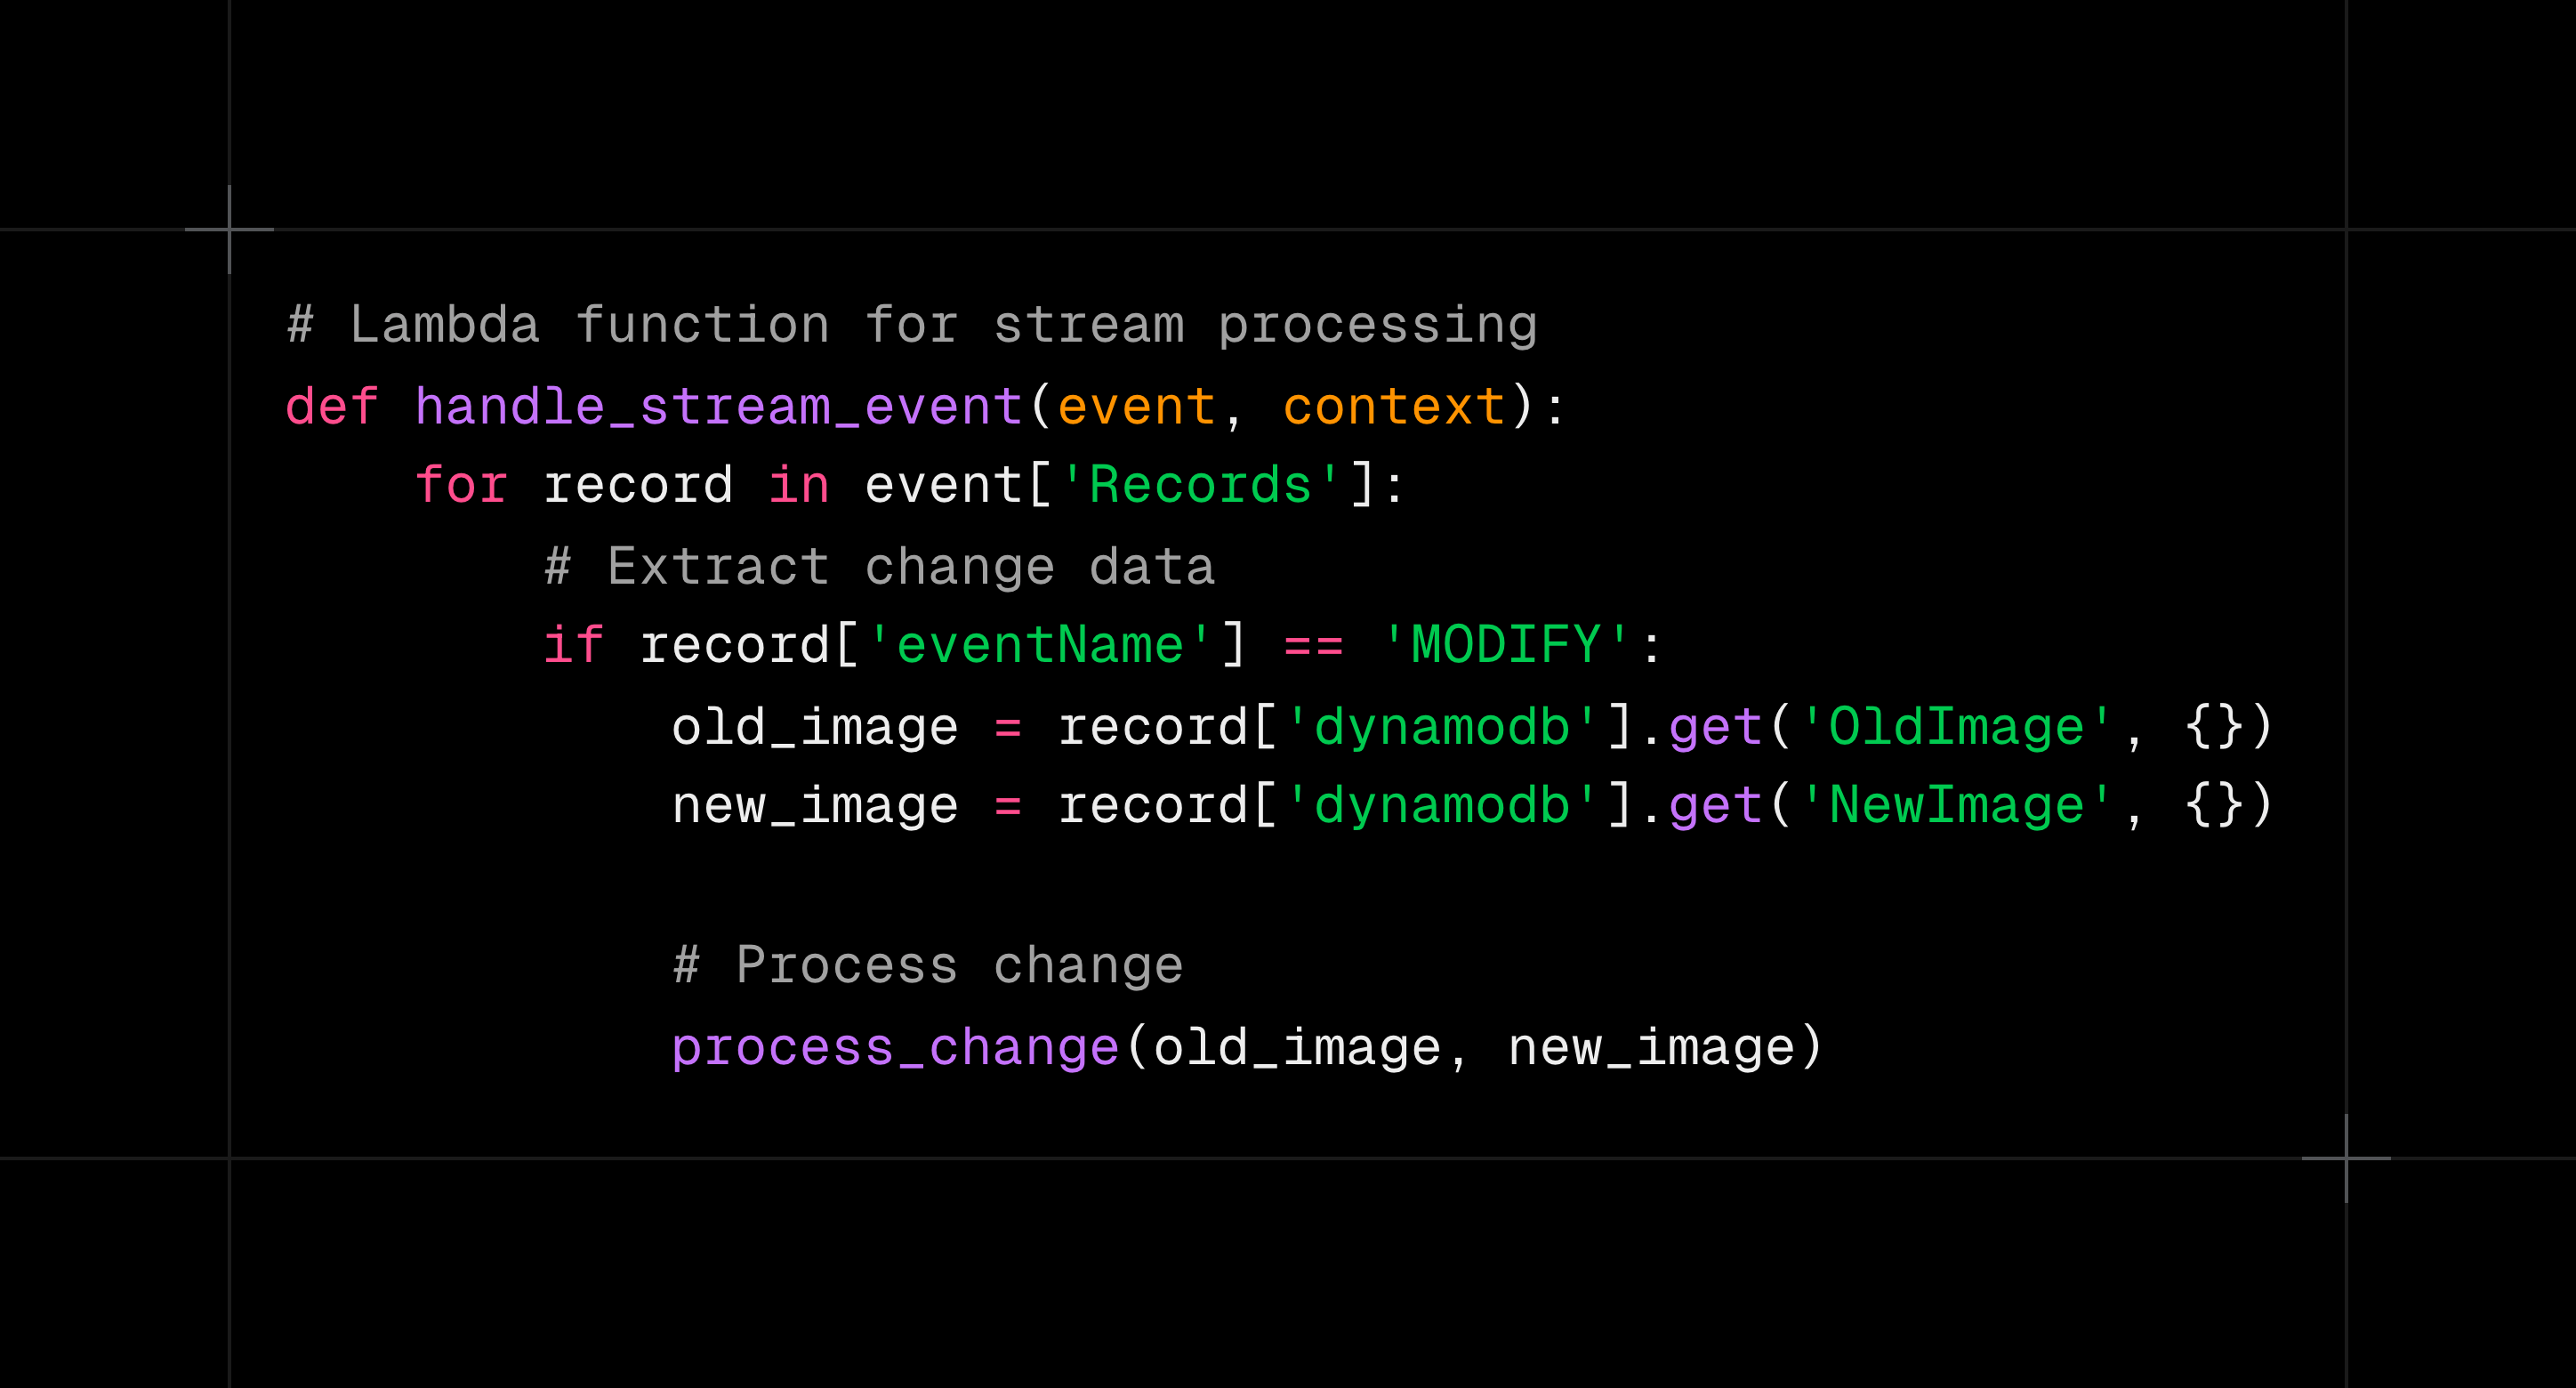 # Lambda function for stream processing
def handle_stream_event(event, context):
    for record in event['Records']:
        # Extract change data
        if record['eventName'] == 'MODIFY':
            old_image = record['dynamodb'].get('OldImage', {})
            new_image = record['dynamodb'].get('NewImage', {})

            # Process change
            process_change(old_image, new_image)